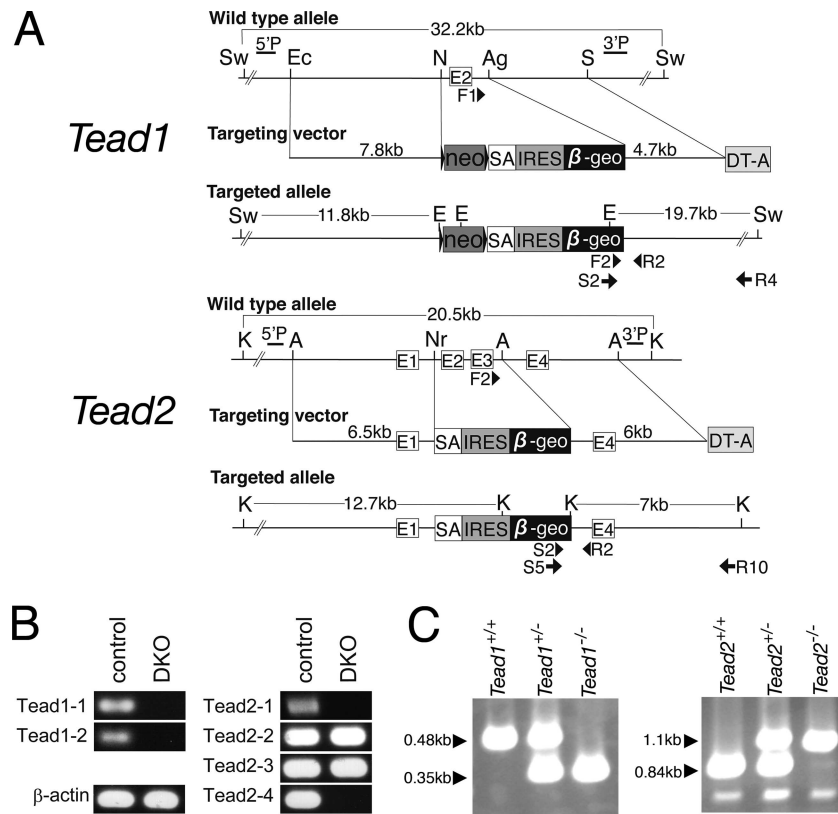 A
Tead1
Wild type allele
32.2kb
Sw 5'P Ec N E2 Ag S 3'P Sw
F1
Targeting vector
7.8kb neo SA IRES β-geo 4.7kb DT-A
Targeted allele
Sw 11.8kb E E E 19.7kb Sw
neo SA IRES β-geo
F2 R2
S2 R4
Tead2
Wild type allele
20.5kb
K 5'P A Nr A A 3'P K
E1 E2 E3 E4
F2
Targeting vector
6.5kb E1 SA IRES β-geo E4 6kb DT-A
Targeted allele
K 12.7kb K K 7kb K
E1 SA IRES β-geo E4
S2 R2
S5 R10
B
control DKO
Tead1-1
Tead1-2
β-actin
control DKO
Tead2-1
Tead2-2
Tead2-3
Tead2-4
C
Tead1+/+ Tead1+/- Tead1-/-
0.48kb
0.35kb
Tead2+/+ Tead2+/- Tead2-/-
1.1kb
0.84kb